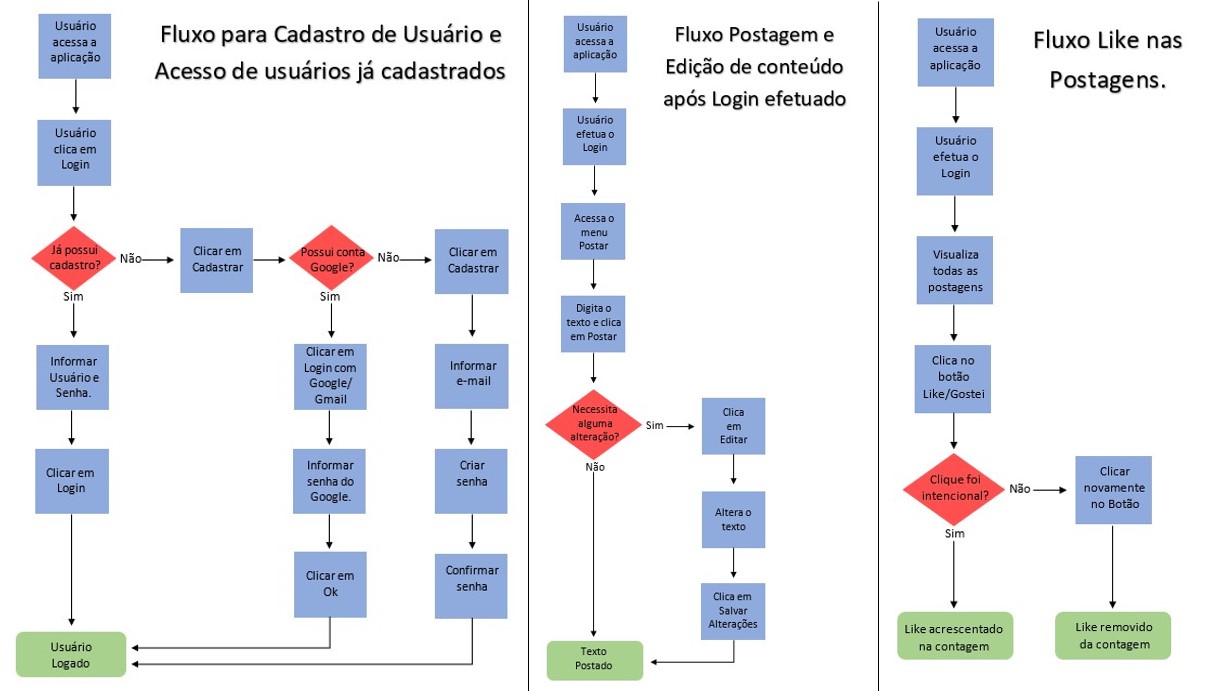 Fluxo para Cadastro de Usuário e
Acesso de usuários já cadastrados
Usuário
acessa a
aplicação
Usuário
clica em
Login
Já possui
cadastro?
Não
Clicar em
Cadastrar
Possui conta
Google?
Não
Clicar em
Cadastrar
Sim
Sim
Informar
Usuário e
Senha.
Clicar em
Login com
Google/
Gmail
Informar
e-mail
Clicar em
Login
Informar
senha do
Google.
Criar
senha
Clicar em
Ok
Confirmar
senha
Usuário
Logado
Fluxo Postagem e
Edição de conteúdo
após Login efetuado
Usuário
acessa a
aplicação
Usuário
efetua o
Login
Acessa o
menu
Postar
Digita o
texto e clica
em Postar
Necessita
alguma
alteração?
Sim
Clica
em
Editar
Não
Altera o
texto
Clica em
Salvar
Alterações
Texto
Postado
Fluxo Like nas
Postagens.
Usuário
acessa a
aplicação
Usuário
efetua o
Login
Visualiza
todas as
postagens
Clica no
botão
Like/Gostei
Clique foi
intencional?
Não
Clicar
novamente
no Botão
Sim
Like acrescentado
na contagem
Like removido
da contagem